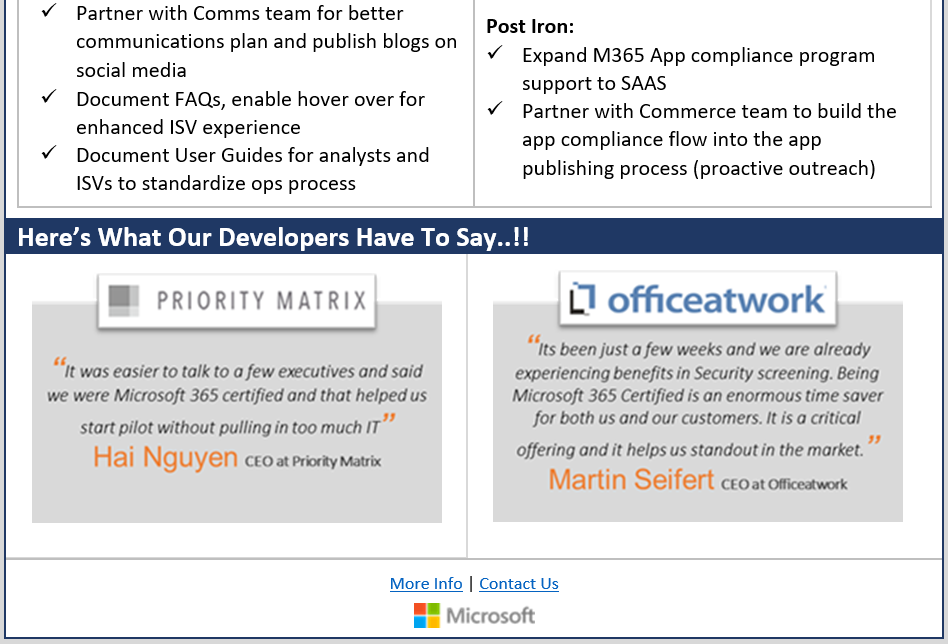 Partner with Comms team for better
communications plan and publish blogs on
social media
Document FAQs, enable hover over for
enhanced ISV experience
Document User Guides for analysts and
ISVs to standardize ops process
Post Iron:
Expand M365 App compliance program
support to SAAS
Partner with Commerce team to build the
app compliance flow into the app
publishing process (proactive outreach)
Here's What Our Developers Have To Say..!!
PRIORITY MATRIX
“It was easier to talk to a few executives and said
we were Microsoft 365 certified and that helped us
start pilot without pulling in too much IT”
Hai Nguyen CEO at Priority Matrix
officeatwork
“Its been just a few weeks and we are already
experiencing benefits in Security screening. Being
Microsoft 365 Certified is an enormous time saver
for both us and our customers. It is a critical
offering and it helps us standout in the market.”
Martin Seifert CEO at Officeatwork
More Info | Contact Us
Microsoft